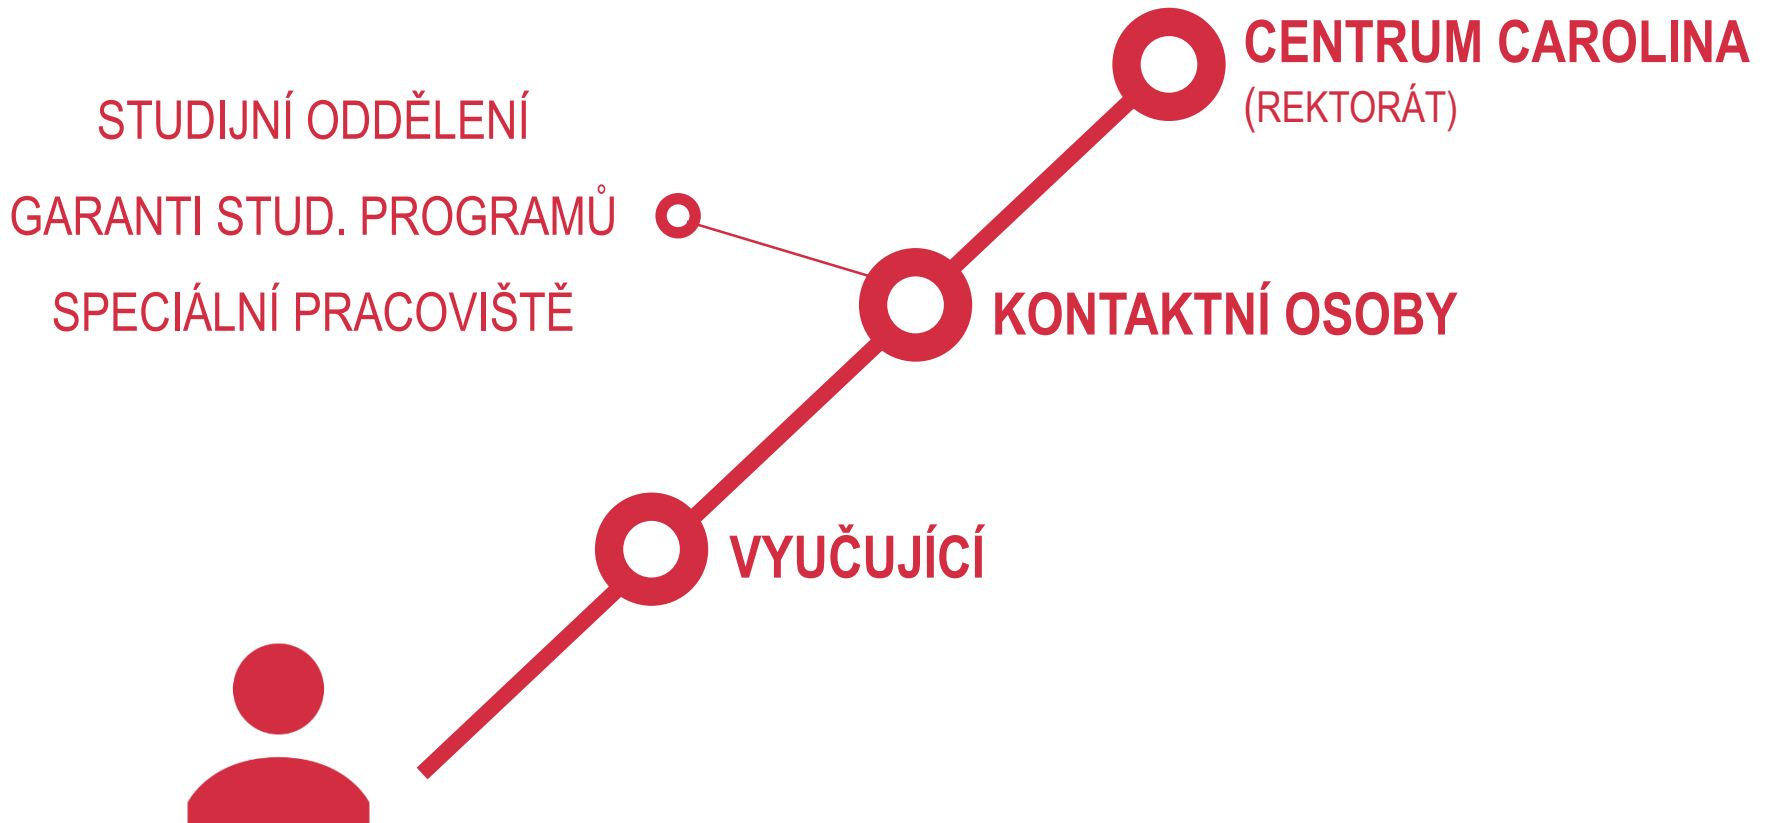 CENTRUM CAROLINA
(REKTORÁT)
STUDIJNÍ ODDĚLENÍ
GARANTI STUD. PROGRAMŮ
SPECIÁLNÍ PRACOVIŠTĚ
KONTAKTNÍ OSOBY
VYUČUJÍCÍ